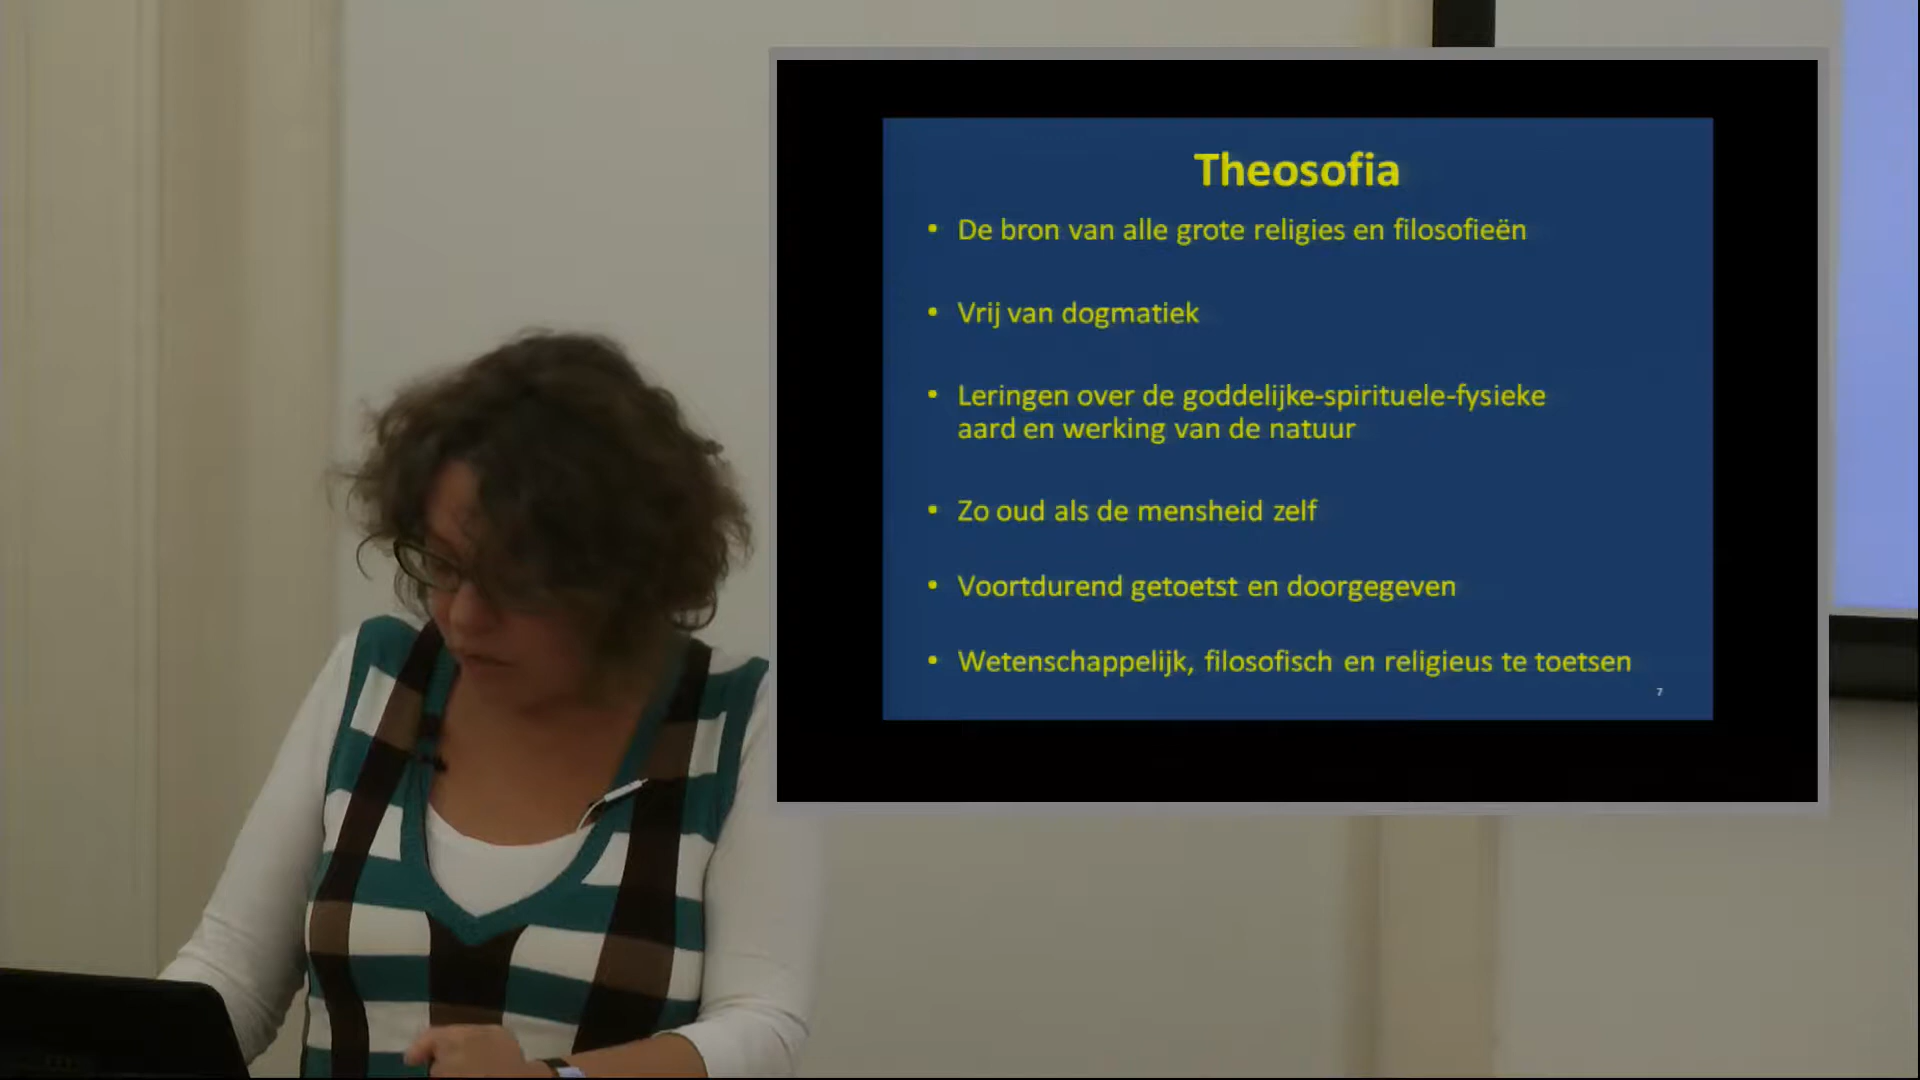 Theosofia
• De bron van alle grote religies en filosofieën
• Vrij van dogmatiek
• Leringen over de goddelijke-spirituele-fysieke
aard en werking van de natuur
• Zo oud als de mensheid zelf
• Voortdurend getoetst en doorgegeven
• Wetenschappelijk, filosofisch en religieus te toetsen
7